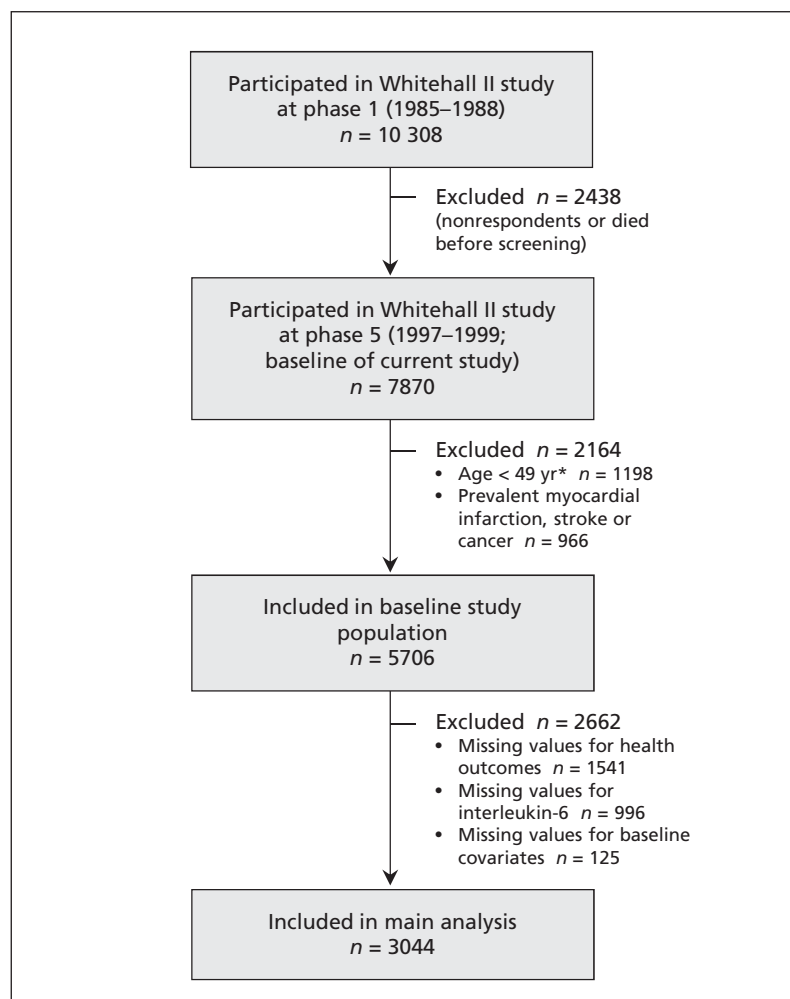 Participated in Whitehall II study
at phase 1 (1985–1988)
n = 10 308
Excluded n = 2438
(nonrespondents or died
before screening)
Participated in Whitehall II study
at phase 5 (1997–1999;
baseline of current study)
n = 7870
Excluded n = 2164
• Age < 49 yr* n = 1198
• Prevalent myocardial
infarction, stroke or
cancer n = 966
Included in baseline study
population
n = 5706
Excluded n = 2662
• Missing values for health
outcomes n = 1541
• Missing values for
interleukin-6 n = 996
• Missing values for baseline
covariates n = 125
Included in main analysis
n = 3044